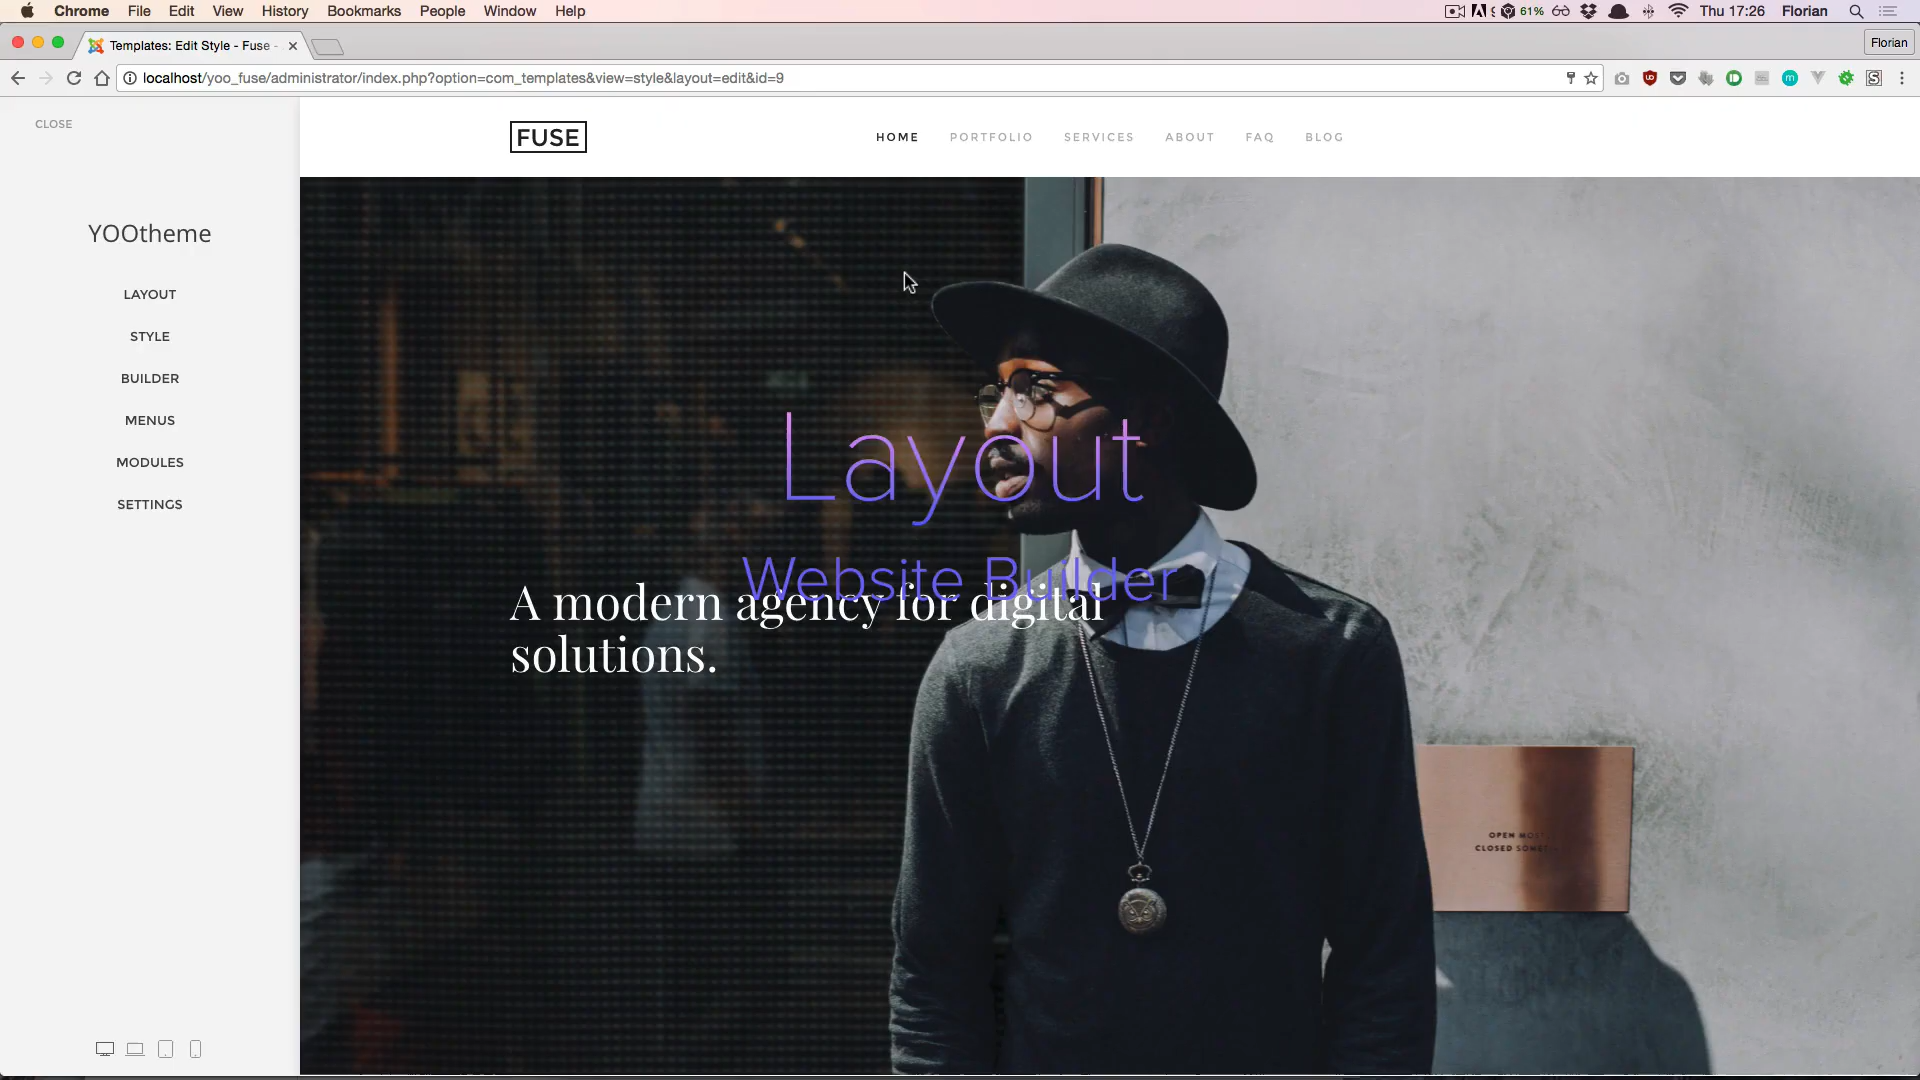 Chrome File Edit View History Bookmarks People Window Help 61% Thu 17:26 Florian
Templates: Edit Style - Fuse - Florian
localhost/yoo_fuse/administrator/index.php?option=com_templates&view=style&layout=edit&id=9
CLOSE
FUSE HOME PORTFOLIO SERVICES ABOUT FAQ BLOG
YOOtheme
LAYOUT
STYLE
BUILDER
MENUS
MODULES
SETTINGS
Layout
Website Builder
A modern agency for digital
solutions.
OPEN MOST
CLOSED